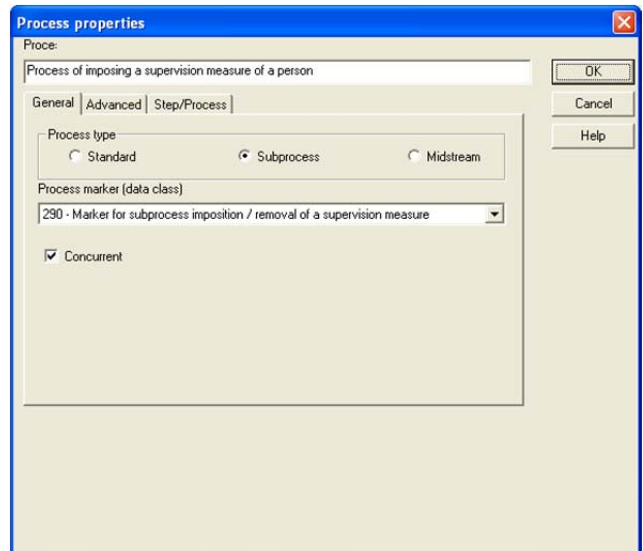 Process properties
Proce:
Process of imposing a supervision measure of a person
OK
General Advanced Step/Process
Cancel
Process type
Help
Standard Subprocess Midstream
Process marker (data class)
290 - Marker for subprocess imposition / removal of a supervision measure
Concurrent